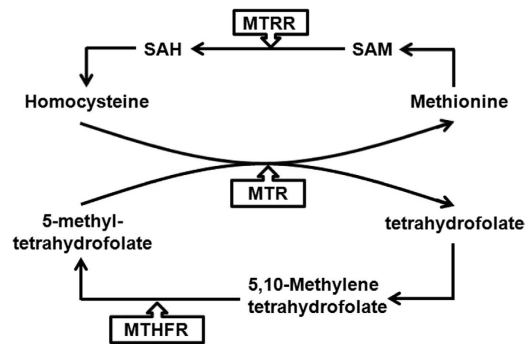 MTRR
SAH
SAM
Homocysteine
Methionine
MTR
5-methyl-
tetrahydrofolate
tetrahydrofolate
5,10-Methylene
tetrahydrofolate
MTHFR